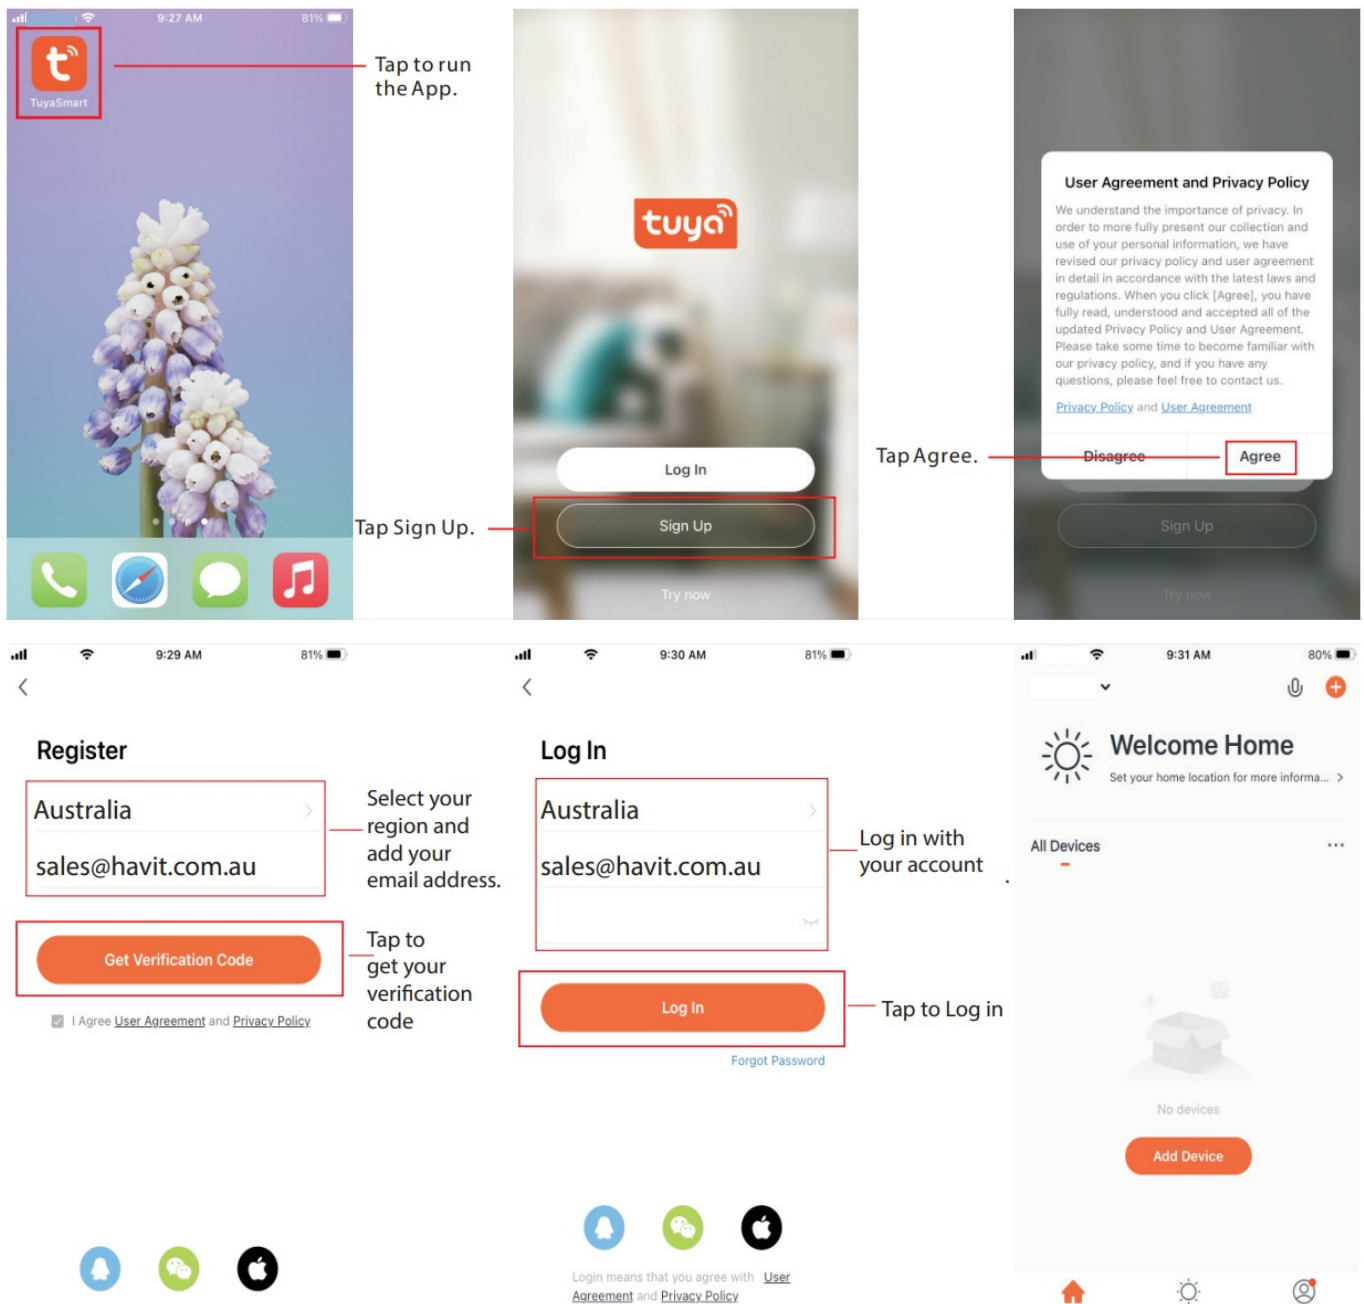 9:27 AM
81%
t
TuyaSmart
Tap to run
the App.
tuya
Log In
Tap Sign Up.
Sign Up
Try now
User Agreement and Privacy Policy
We understand the importance of privacy. In
order to more fully present our collection and
use of your personal information, we have
revised our privacy policy and user agreement
in detail in accordance with the latest laws and
regulations. When you click [Agree], you have
fully read, understood and accepted all of the
updated Privacy Policy and User Agreement.
Please take some time to become familiar with
our privacy policy, and if you have any
questions, please feel free to contact us.
Privacy Policy and User Agreement
Tap Agree.
Disagree
Agree
Sign Up
Try now
9:29 AM
81%
Register
Australia
sales@havit.com.au
Select your
region and
add your
email address.
Get Verification Code
Tap to
get your
verification
code
I Agree User Agreement and Privacy Policy
9:30 AM
81%
Log In
Australia
sales@havit.com.au
Log in with
your account
.
Log In
Tap to Log in
Forgot Password
Login means that you agree with User
Agreement and Privacy Policy
9:31 AM
80%
Welcome Home
Set your home location for more informa...
All Devices
No devices
Add Device